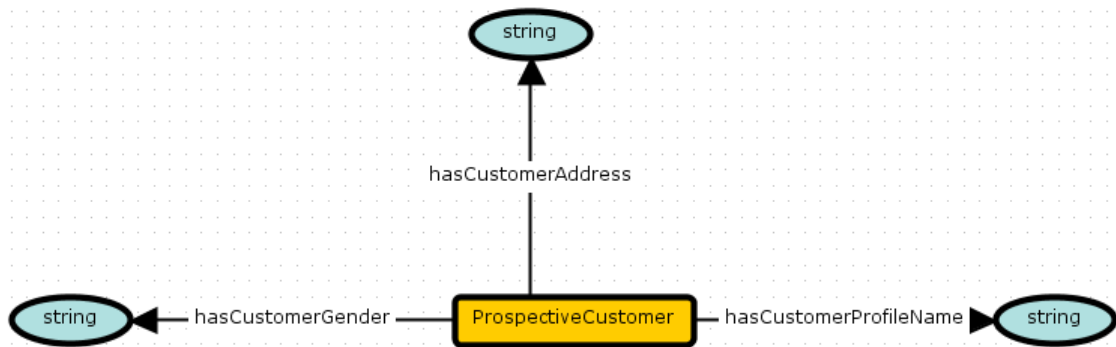 string
hasCustomerAddress
string
hasCustomerGender
ProspectiveCustomer
hasCustomerProfileName
string